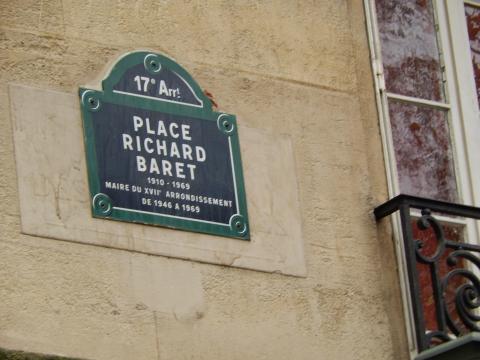 17e Arrt
PLACE
RICHARD
BARET
1910 - 1969
MAIRE DU XVIIe ARRONDISSEMENT
DE 1946 A 1969